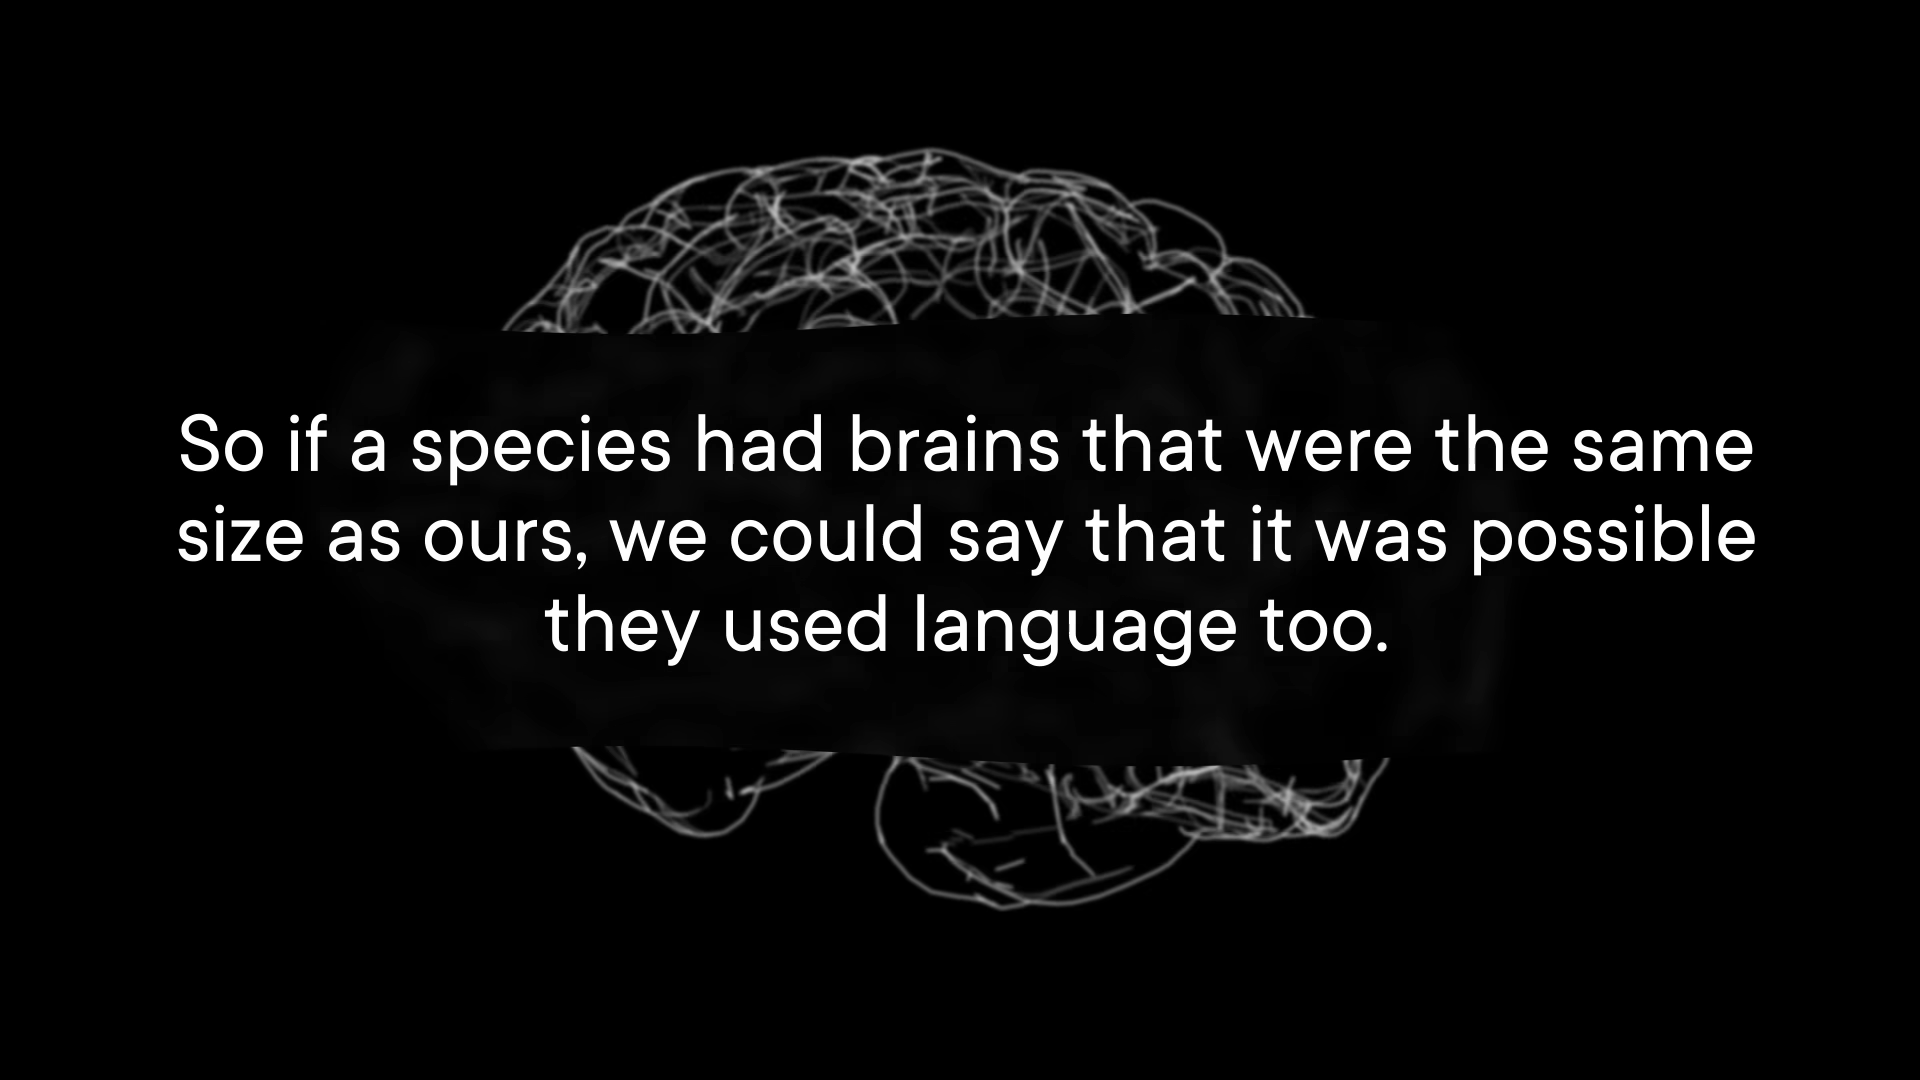 So if a species had brains that were the same
size as ours, we could say that it was possible
they used language too.